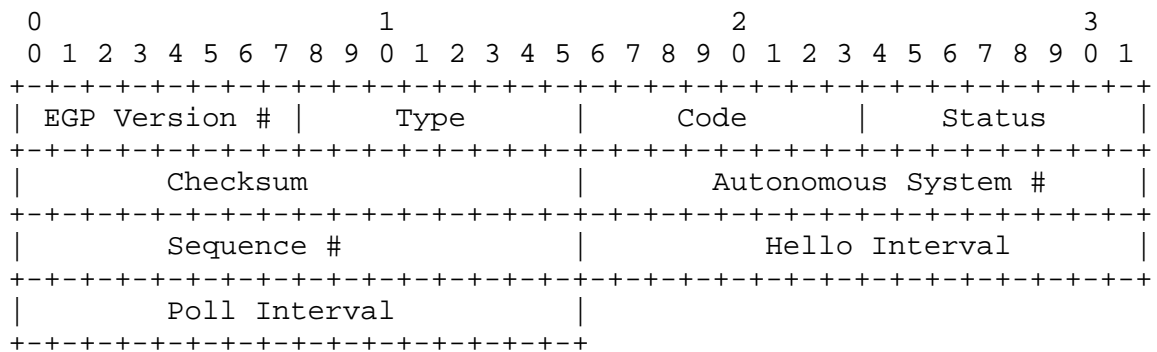 0                   1                   2                   3
0 1 2 3 4 5 6 7 8 9 0 1 2 3 4 5 6 7 8 9 0 1 2 3 4 5 6 7 8 9 0 1
+-+-+-+-+-+-+-+-+-+-+-+-+-+-+-+-+-+-+-+-+-+-+-+-+-+-+-+-+-+-+-+-+
| EGP Version # |     Type      |     Code      |    Status     |
+-+-+-+-+-+-+-+-+-+-+-+-+-+-+-+-+-+-+-+-+-+-+-+-+-+-+-+-+-+-+-+-+
|        Checksum               |       Autonomous System #     |
+-+-+-+-+-+-+-+-+-+-+-+-+-+-+-+-+-+-+-+-+-+-+-+-+-+-+-+-+-+-+-+-+
|        Sequence #             |          Hello Interval       |
+-+-+-+-+-+-+-+-+-+-+-+-+-+-+-+-+-+-+-+-+-+-+-+-+-+-+-+-+-+-+-+-+
|        Poll Interval          |
+-+-+-+-+-+-+-+-+-+-+-+-+-+-+-+-+